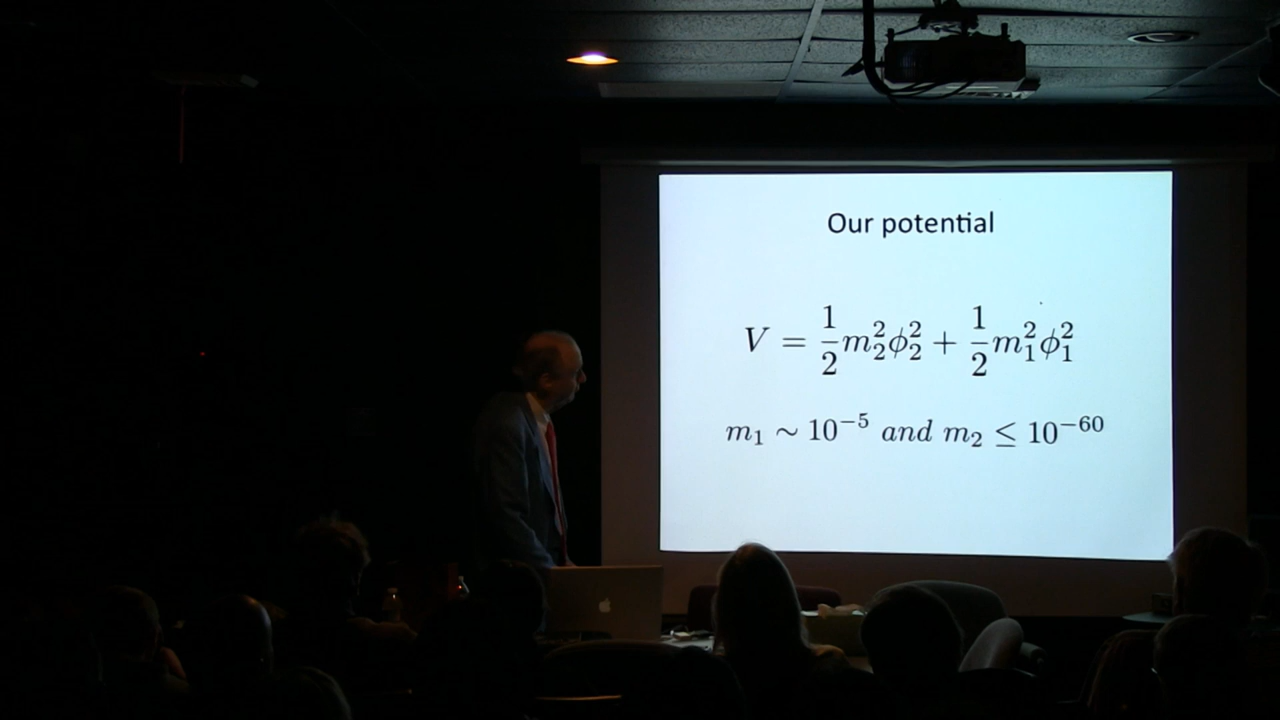 Our potential
V = \frac{1}{2}m_2^2\phi_2^2 + \frac{1}{2}m_1^2\phi_1^2
m_1 \sim 10^{-5} and m_2 \leq 10^{-60}